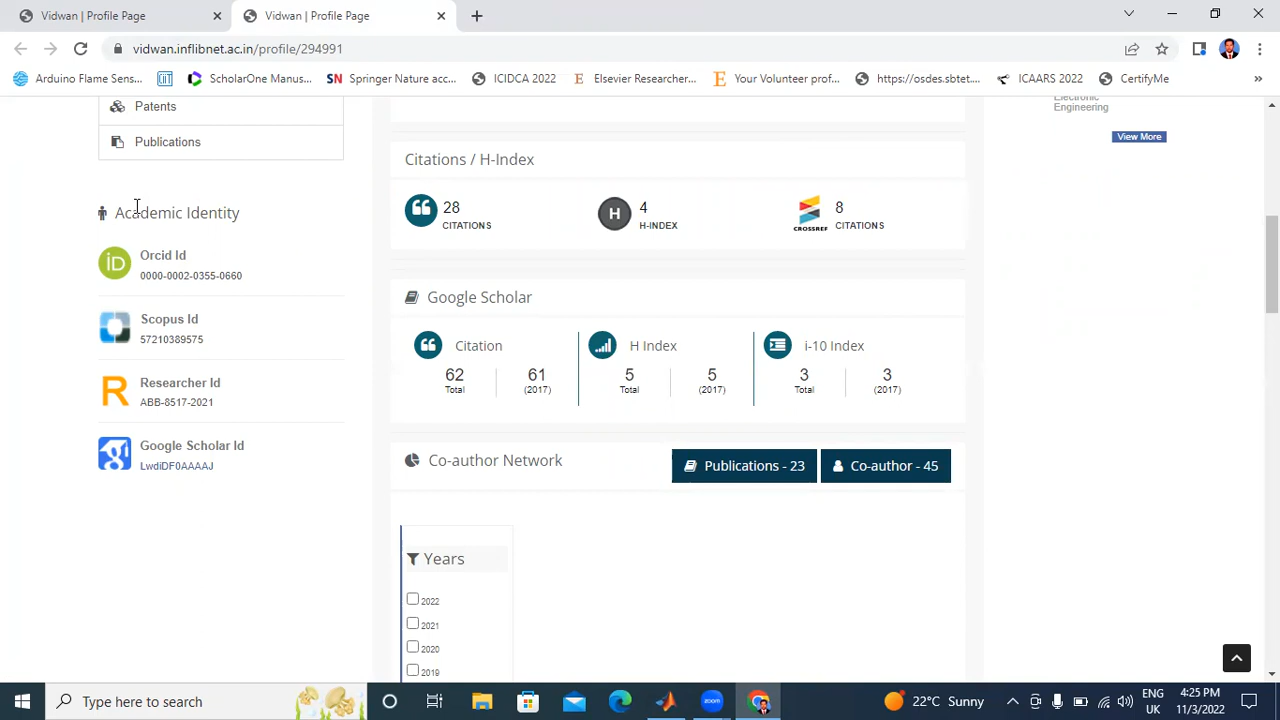 Vidwan | Profile Page
Vidwan | Profile Page
vidwan.inflibnet.ac.in/profile/294991
Arduino Flame Sens...
ScholarOne Manus...
SN Springer Nature acc...
ICIDCA 2022
E Elsevier Researcher...
E Your Volunteer prof...
https://osdes.sbtet....
ICAARS 2022
CertifyMe
»
Patents
Publications
Academic Identity
iD
Orcid Id
0000-0002-0355-0660
Scopus Id
57210389575
R
Researcher Id
ABB-8517-2021
Google Scholar Id
LwdiDF0AAAAJ
Citations / H-Index
28
CITATIONS
H
4
H-INDEX
CROSSREF
8
CITATIONS
Google Scholar
Citation
62
Total
61
(2017)
H Index
5
Total
5
(2017)
i-10 Index
3
Total
3
(2017)
Co-author Network
Publications - 23
Co-author - 45
Years
2022
2021
2020
2019
Electronic
Engineering
View More
Type here to search
zoom
22°C Sunny
ENG
UK
4:25 PM
11/3/2022